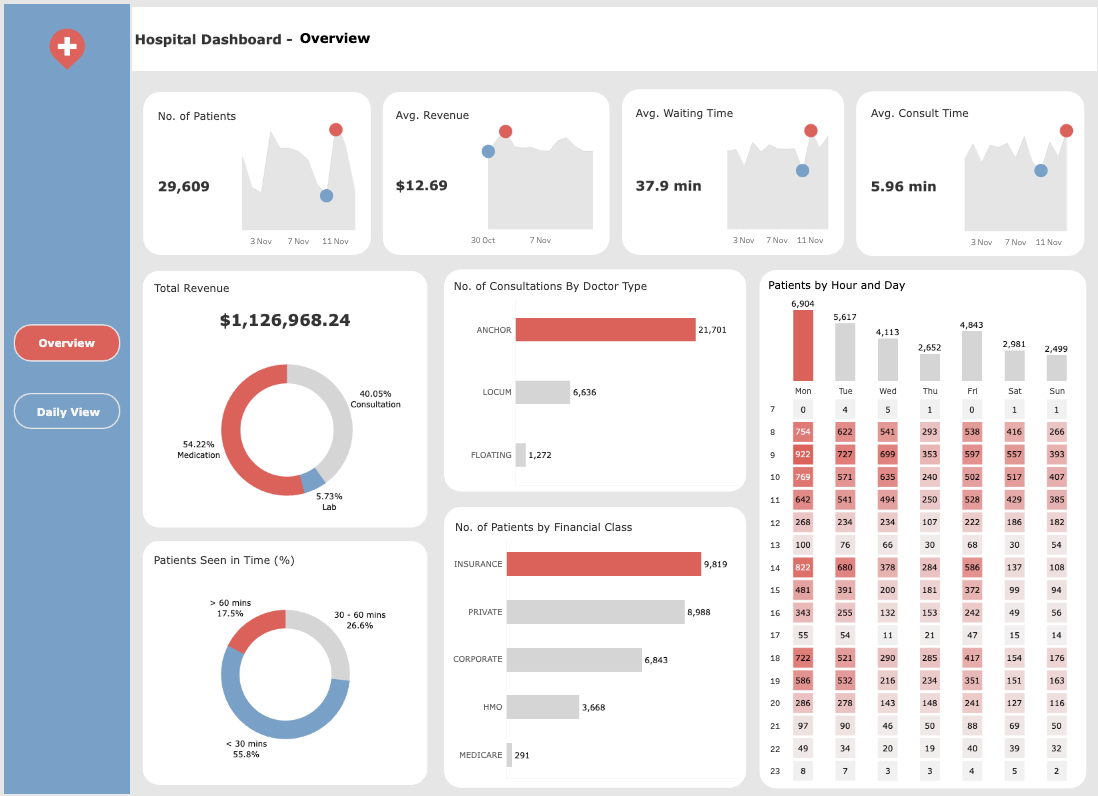 Hospital Dashboard - Overview
No. of Patients
29,609
3 Nov 7 Nov 11 Nov
Avg. Revenue
$12.69
30 Oct 7 Nov
Avg. Waiting Time
37.9 min
3 Nov 7 Nov 11 Nov
Avg. Consult Time
5.96 min
3 Nov 7 Nov 11 Nov
Overview
Daily View
Total Revenue
$1,126,968.24
40.05%
Consultation
54.22%
Medication
5.73%
Lab
Patients Seen in Time (%)
> 60 mins
17.5%
30 - 60 mins
26.6%
< 30 mins
55.8%
No. of Consultations By Doctor Type
ANCHOR 21,701
LOCUM 6,636
FLOATING 1,272
No. of Patients by Financial Class
INSURANCE 9,819
PRIVATE 8,988
CORPORATE 6,843
HMO 3,668
MEDICARE 291
Patients by Hour and Day
6,904 5,617 4,113 2,652 4,843 2,981 2,499
Mon Tue Wed Thu Fri Sat Sun
7 0 4 5 1 0 1 1
8 754 622 541 293 538 416 266
9 922 727 699 353 597 557 393
10 769 571 635 240 502 517 407
11 642 541 494 250 528 429 385
12 268 234 234 107 222 186 182
13 100 76 66 30 68 30 54
14 822 680 378 284 586 137 108
15 481 391 200 181 372 99 94
16 343 255 132 153 242 49 56
17 55 54 11 21 47 15 14
18 722 521 290 285 417 154 176
19 586 532 216 234 351 151 163
20 286 278 143 148 241 127 116
21 97 90 46 50 88 69 50
22 49 34 20 19 40 39 32
23 8 7 3 3 4 5 2